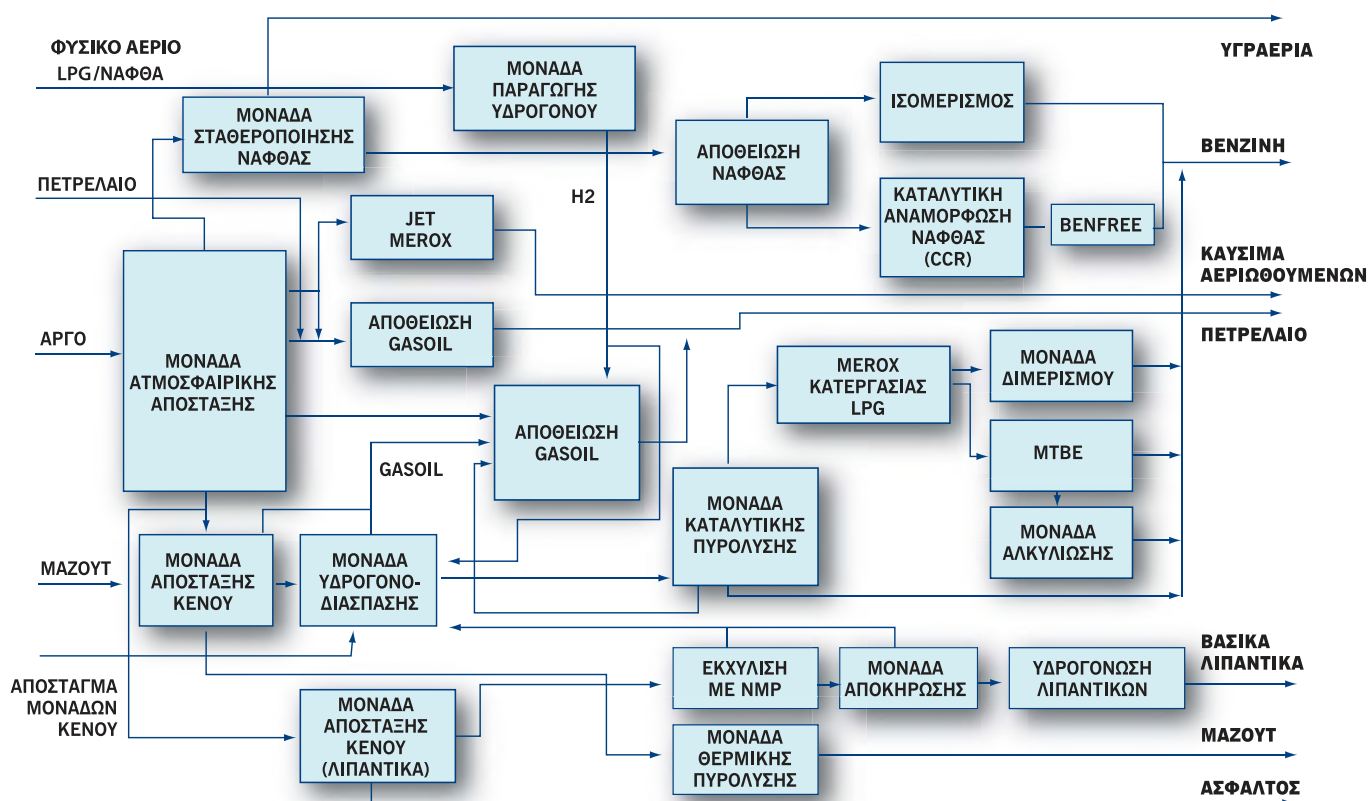 ΦΥΣΙΚΟ ΑΕΡΙΟ
LPG/ΝΑΦΘΑ
ΜΟΝΑΔΑ
ΠΑΡΑΓΩΓΗΣ
ΥΔΡΟΓΟΝΟΥ
ΥΓΡΑΕΡΙΑ
ΜΟΝΑΔΑ
ΣΤΑΘΕΡΟΠΟΙΗΣΗΣ
ΝΑΦΘΑΣ
ΙΣΟΜΕΡΙΣΜΟΣ
ΑΠΟΘΕΙΩΣΗ
ΝΑΦΘΑΣ
ΒΕΝΖΙΝΗ
ΠΕΤΡΕΛΑΙΟ
H2
JET
MEROX
ΚΑΤΑΛΥΤΙΚΗ
ΑΝΑΜΟΡΦΩΣΗ
ΝΑΦΘΑΣ
(CCR)
BENFREE
ΚΑΥΣΙΜΑ
ΑΕΡΙΩΘΟΥΜΕΝΩΝ
ΑΠΟΘΕΙΩΣΗ
GASOIL
ΠΕΤΡΕΛΑΙΟ
ΑΡΓΟ
ΜΟΝΑΔΑ
ΑΤΜΟΣΦΑΙΡΙΚΗΣ
ΑΠΟΣΤΑΞΗΣ
MEROX
ΚΑΤΕΡΓΑΣΙΑΣ
LPG
ΜΟΝΑΔΑ
ΔΙΜΕΡΙΣΜΟΥ
ΑΠΟΘΕΙΩΣΗ
GASOIL
GASOIL
MTBE
ΜΟΝΑΔΑ
ΚΑΤΑΛΥΤΙΚΗΣ
ΠΥΡΟΛΥΣΗΣ
ΜΟΝΑΔΑ
ΑΛΚΥΛΙΩΣΗΣ
ΜΑΖΟΥΤ
ΜΟΝΑΔΑ
ΑΠΟΣΤΑΞΗΣ
ΚΕΝΟΥ
ΜΟΝΑΔΑ
ΥΔΡΟΓΟΝΟ-
ΔΙΑΣΠΑΣΗΣ
ΑΠΟΣΤΑΓΜΑ
ΜΟΝΑΔΩΝ
ΚΕΝΟΥ
ΕΚΧΥΛΙΣΗ
ΜΕ NMP
ΜΟΝΑΔΑ
ΑΠΟΚΗΡΩΣΗΣ
ΥΔΡΟΓΟΝΩΣΗ
ΛΙΠΑΝΤΙΚΩΝ
ΒΑΣΙΚΑ
ΛΙΠΑΝΤΙΚΑ
ΜΟΝΑΔΑ
ΑΠΟΣΤΑΞΗΣ
ΚΕΝΟΥ
(ΛΙΠΑΝΤΙΚΑ)
ΜΟΝΑΔΑ
ΘΕΡΜΙΚΗΣ
ΠΥΡΟΛΥΣΗΣ
ΜΑΖΟΥΤ
ΑΣΦΑΛΤΟΣ